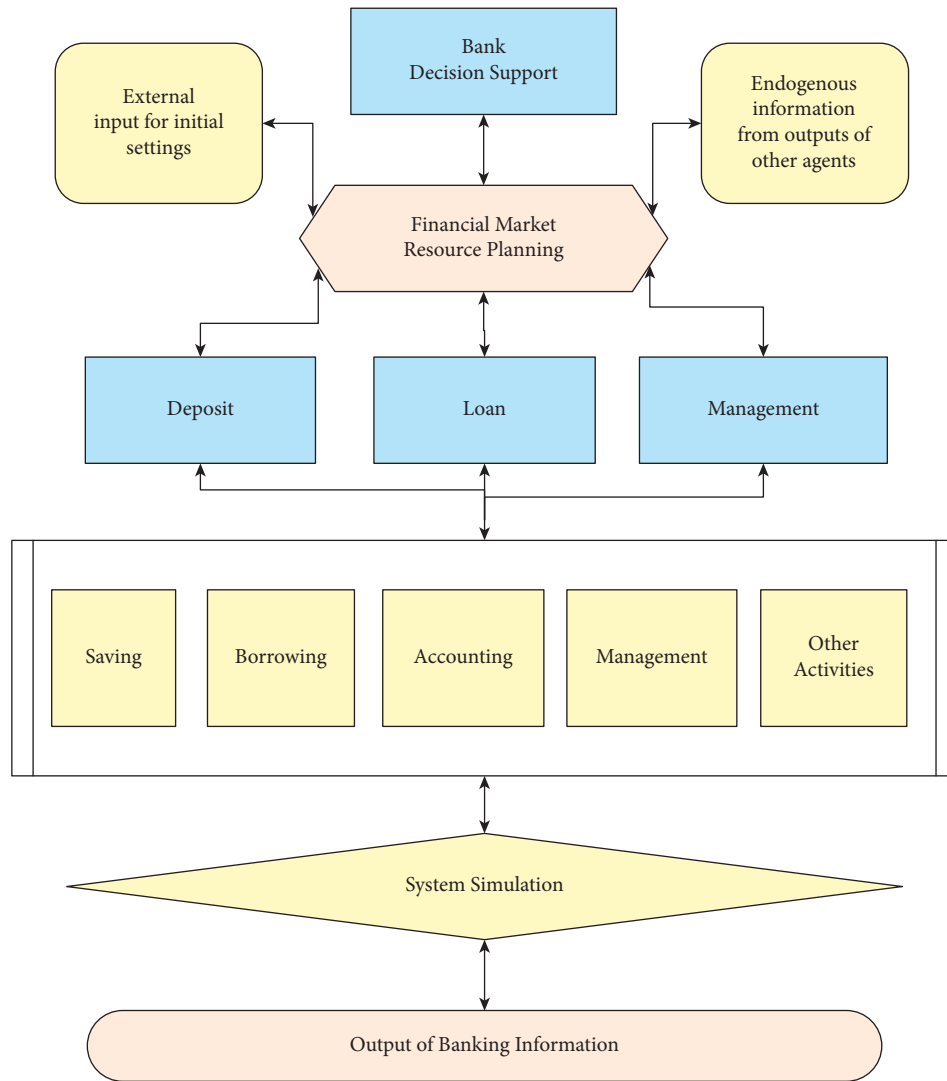 Bank
Decision Support
External
input for initial
settings
Endogenous
information
from outputs of
other agents
Financial Market
Resource Planning
Deposit
Loan
Management
Saving
Borrowing
Accounting
Management
Other
Activities
System Simulation
Output of Banking Information